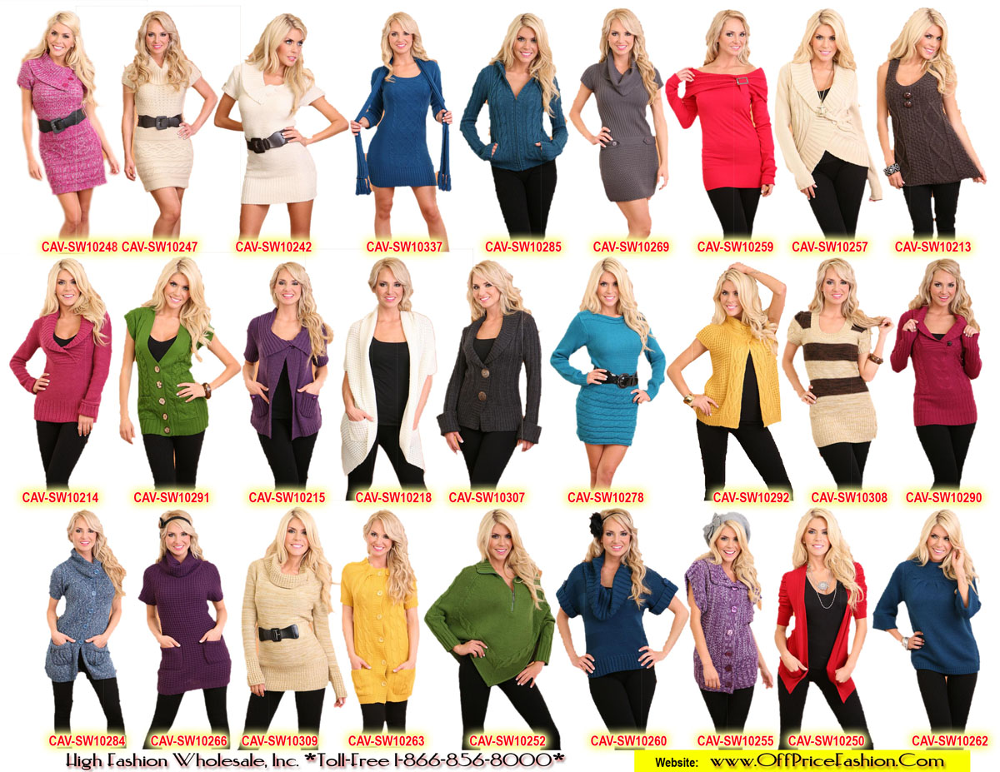 CAV-SW10248 CAV-SW10247 CAV-SW10242 CAV-SW10337 CAV-SW10285 CAV-SW10269 CAV-SW10259 CAV-SW10257 CAV-SW10213
CAV-SW10214 CAV-SW10291 CAV-SW10215 CAV-SW10218 CAV-SW10307 CAV-SW10278 CAV-SW10292 CAV-SW10308 CAV-SW10290
CAV-SW10284 CAV-SW10266 CAV-SW10309 CAV-SW10263 CAV-SW10252 CAV-SW10260 CAV-SW10255 CAV-SW10250 CAV-SW10262
High Fashion Wholesale, Inc. *Toll-Free 1-866-856-8000* Website: www.OffPriceFashion.Com